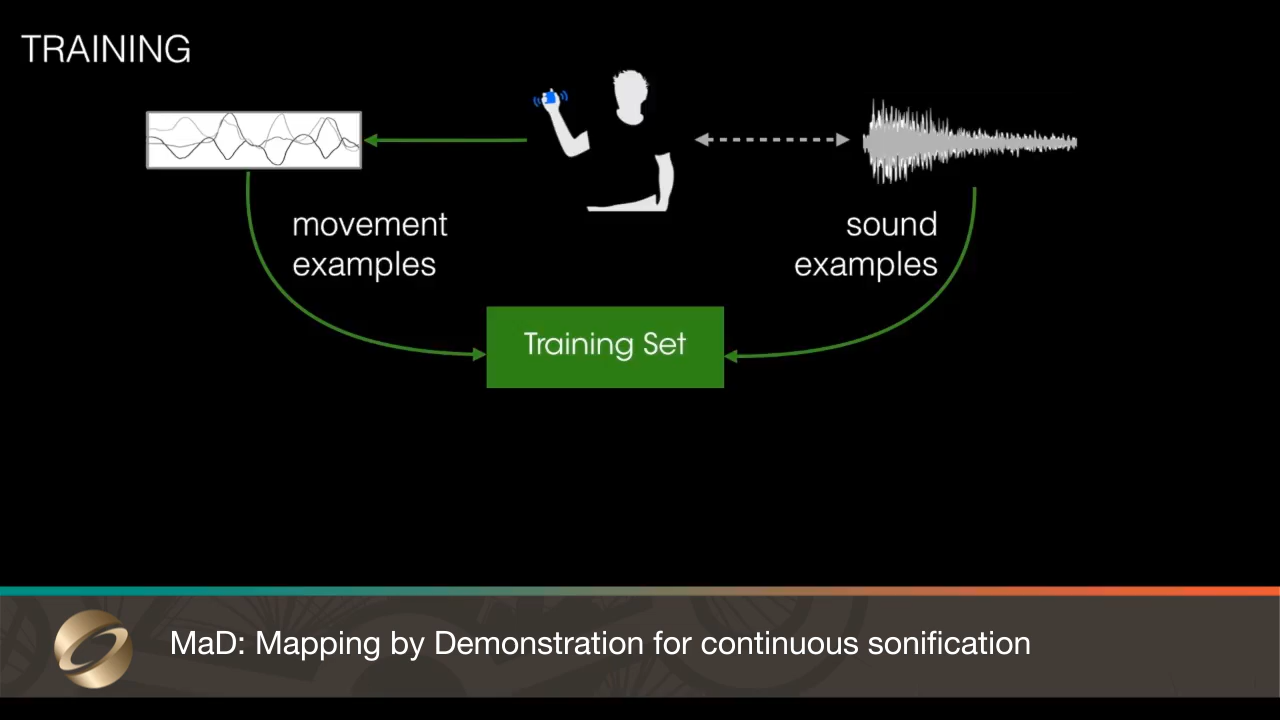 TRAINING
movement
examples
sound
examples
Training Set
MaD: Mapping by Demonstration for continuous sonification